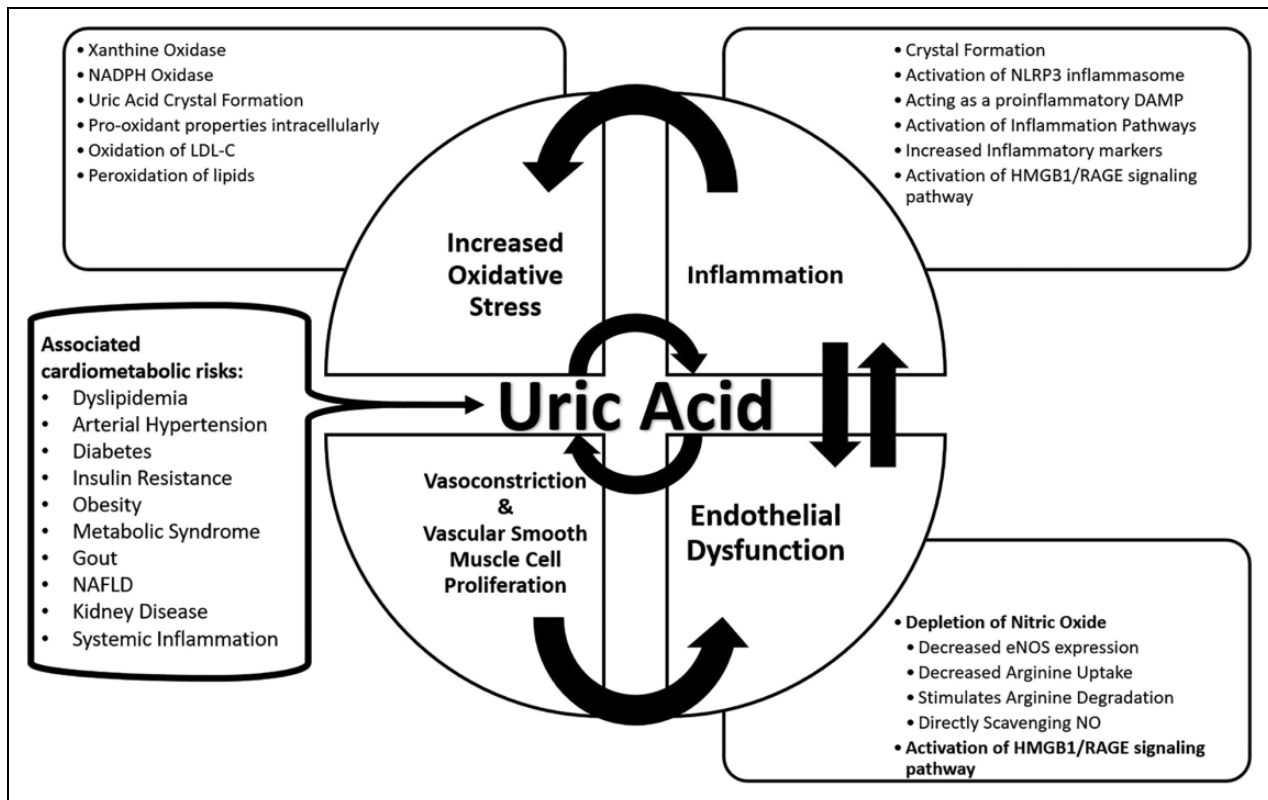 • Xanthine Oxidase
• NADPH Oxidase
• Uric Acid Crystal Formation
• Pro-oxidant properties intracellularly
• Oxidation of LDL-C
• Peroxidation of lipids
• Crystal Formation
• Activation of NLRP3 inflammasome
• Acting as a proinflammatory DAMP
• Activation of Inflammation Pathways
• Increased Inflammatory markers
• Activation of HMGB1/RAGE signaling
pathway
Increased
Oxidative
Stress
Inflammation
Associated
cardiometabolic risks:
• Dyslipidemia
• Arterial Hypertension
• Diabetes
• Insulin Resistance
• Obesity
• Metabolic Syndrome
• Gout
• NAFLD
• Kidney Disease
• Systemic Inflammation
Uric Acid
Vasoconstriction
&
Vascular Smooth
Muscle Cell
Proliferation
Endothelial
Dysfunction
• Depletion of Nitric Oxide
• Decreased eNOS expression
• Decreased Arginine Uptake
• Stimulates Arginine Degradation
• Directly Scavenging NO
• Activation of HMGB1/RAGE signaling
pathway